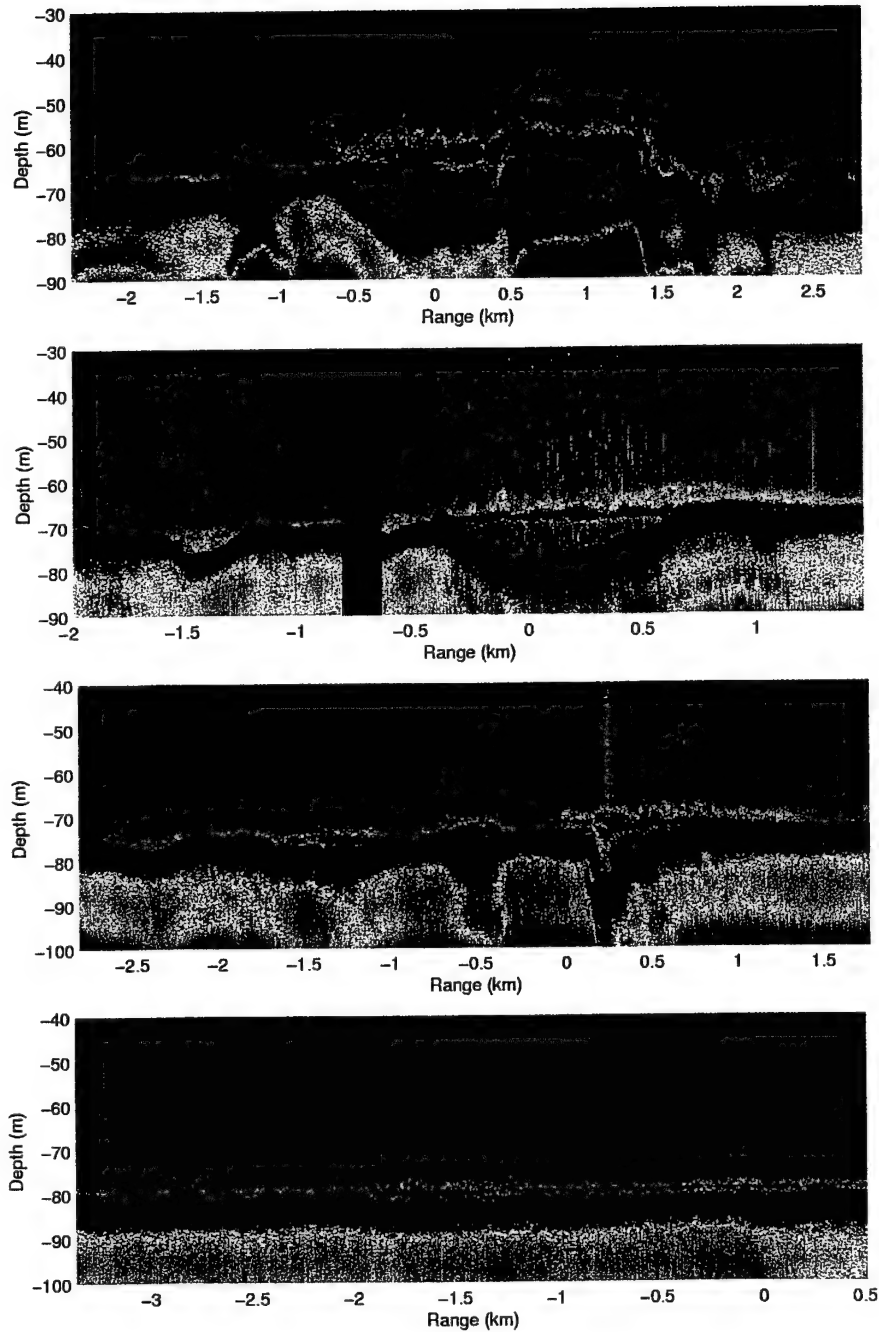 −30
−40
−50
−60
−70
−80
−90
Depth (m)
−2 −1.5 −1 −0.5 0 0.5 1 1.5 2 2.5
Range (km)
−30
−40
−50
−60
−70
−80
−90
Depth (m)
−2 −1.5 −1 −0.5 0 0.5 1
Range (km)
−40
−50
−60
−70
−80
−90
−100
Depth (m)
−2.5 −2 −1.5 −1 −0.5 0 0.5 1 1.5
Range (km)
−40
−50
−60
−70
−80
−90
−100
Depth (m)
−3 −2.5 −2 −1.5 −1 −0.5 0 0.5
Range (km)